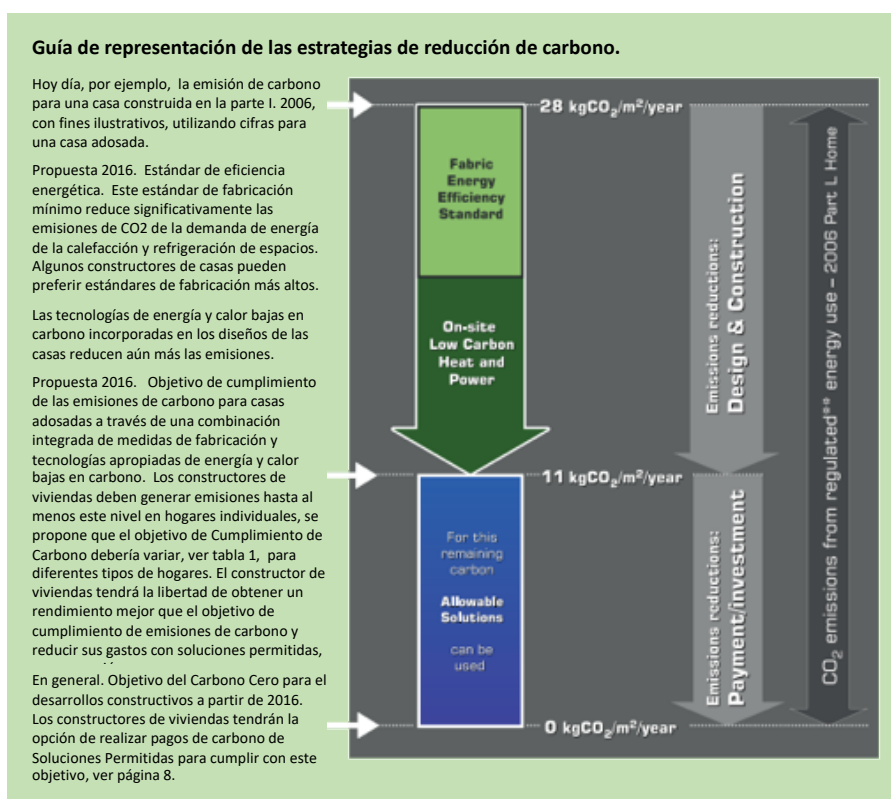 Guía de representación de las estrategias de reducción de carbono.
Hoy día, por ejemplo, la emisión de carbono
para una casa construida en la parte I. 2006,
con fines ilustrativos, utilizando cifras para
una casa adosada.
Propuesta 2016. Estándar de eficiencia
energética. Este estándar de fabricación
mínimo reduce significativamente las
emisiones de CO2 de la demanda de energía
de la calefacción y refrigeración de espacios.
Algunos constructores de casas pueden
preferir estándares de fabricación más altos.
Las tecnologías de energía y calor bajas en
carbono incorporadas en los diseños de las
casas reducen aún más las emisiones.
Propuesta 2016. Objetivo de cumplimiento
de las emisiones de carbono para casas
adosadas a través de una combinación
integrada de medidas de fabricación y
tecnologías apropiadas de energía y calor
bajas en carbono. Los constructores de
viviendas deben generar emisiones hasta al
menos este nivel en hogares individuales, se
propone que el objetivo de Cumplimiento de
Carbono debería variar, ver tabla 1, para
diferentes tipos de hogares. El constructor de
viviendas tendrá la libertad de obtener un
rendimiento mejor que el objetivo de
cumplimiento de emisiones de carbono y
reducir sus gastos con soluciones permitidas,
En general. Objetivo del Carbono Cero para el
desarrollos constructivos a partir de 2016.
Los constructores de viviendas tendrán la
opción de realizar pagos de carbono de
Soluciones Permitidas para cumplir con este
objetivo, ver página 8.
28 kgCO₂/m²/year
Fabric
Energy
Efficiency
Standard
On-site
Low Carbon
Heat and
Power
11 kgCO₂/m²/year
For this
remaining
carbon
Allowable
Solutions
can be
used
0 kgCO₂/m²/year
Emissions reductions:
Design & Construction
Emissions reductions:
Payment/investment
CO₂ emissions from regulated** energy use – 2006 Part L Home